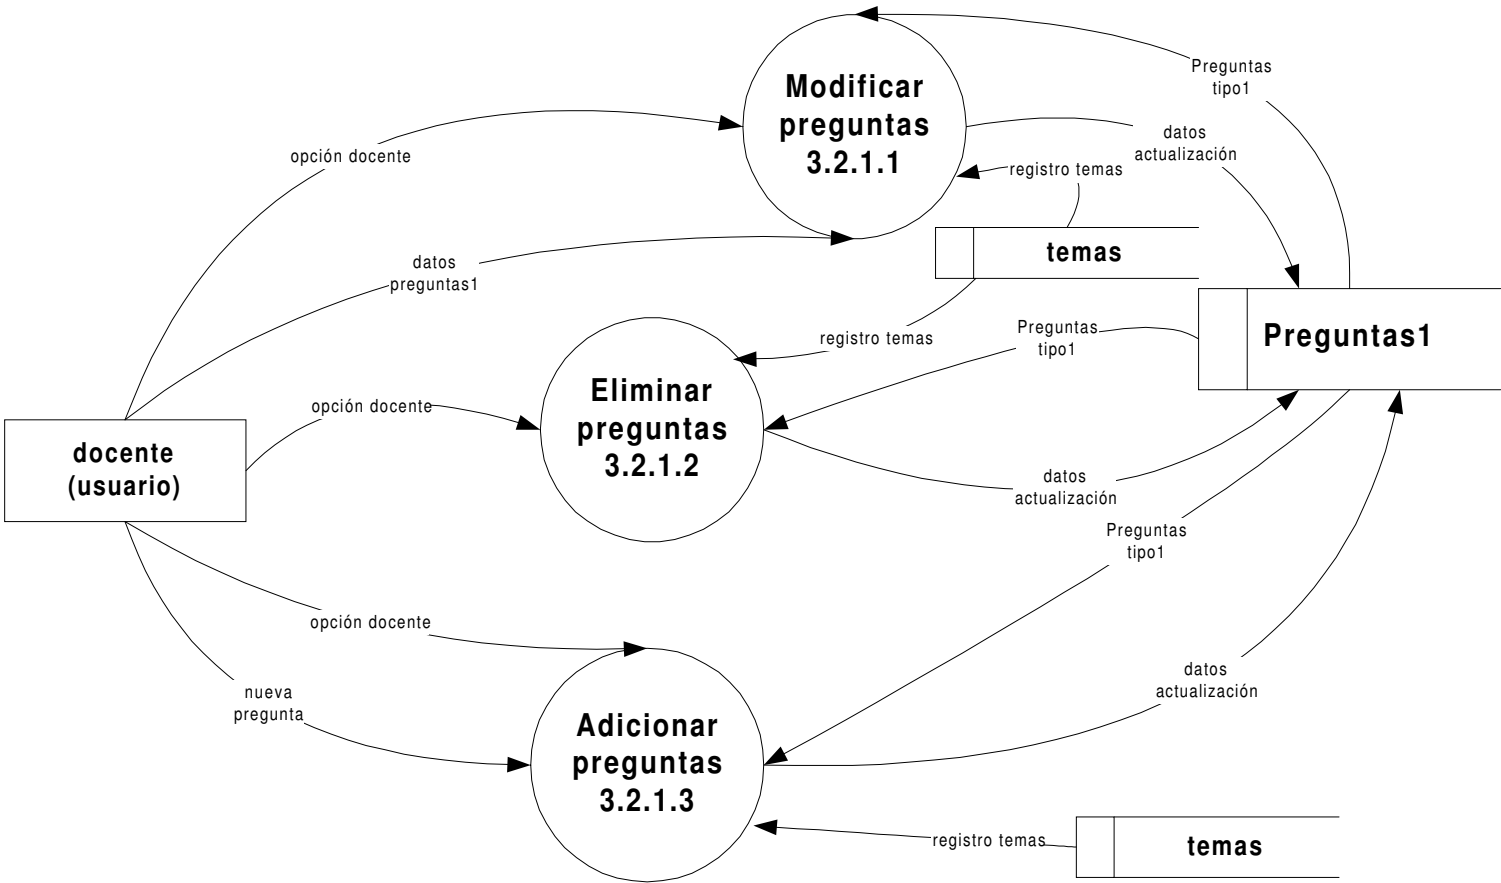 Modificar
preguntas
3.2.1.1
Preguntas
tipo1
opción docente
datos
actualización
registro temas
datos
preguntas1
temas
registro temas
Preguntas
tipo1
Preguntas1
Eliminar
preguntas
3.2.1.2
opción docente
docente
(usuario)
datos
actualización
Preguntas
tipo1
opción docente
nueva
pregunta
datos
actualización
Adicionar
preguntas
3.2.1.3
registro temas
temas